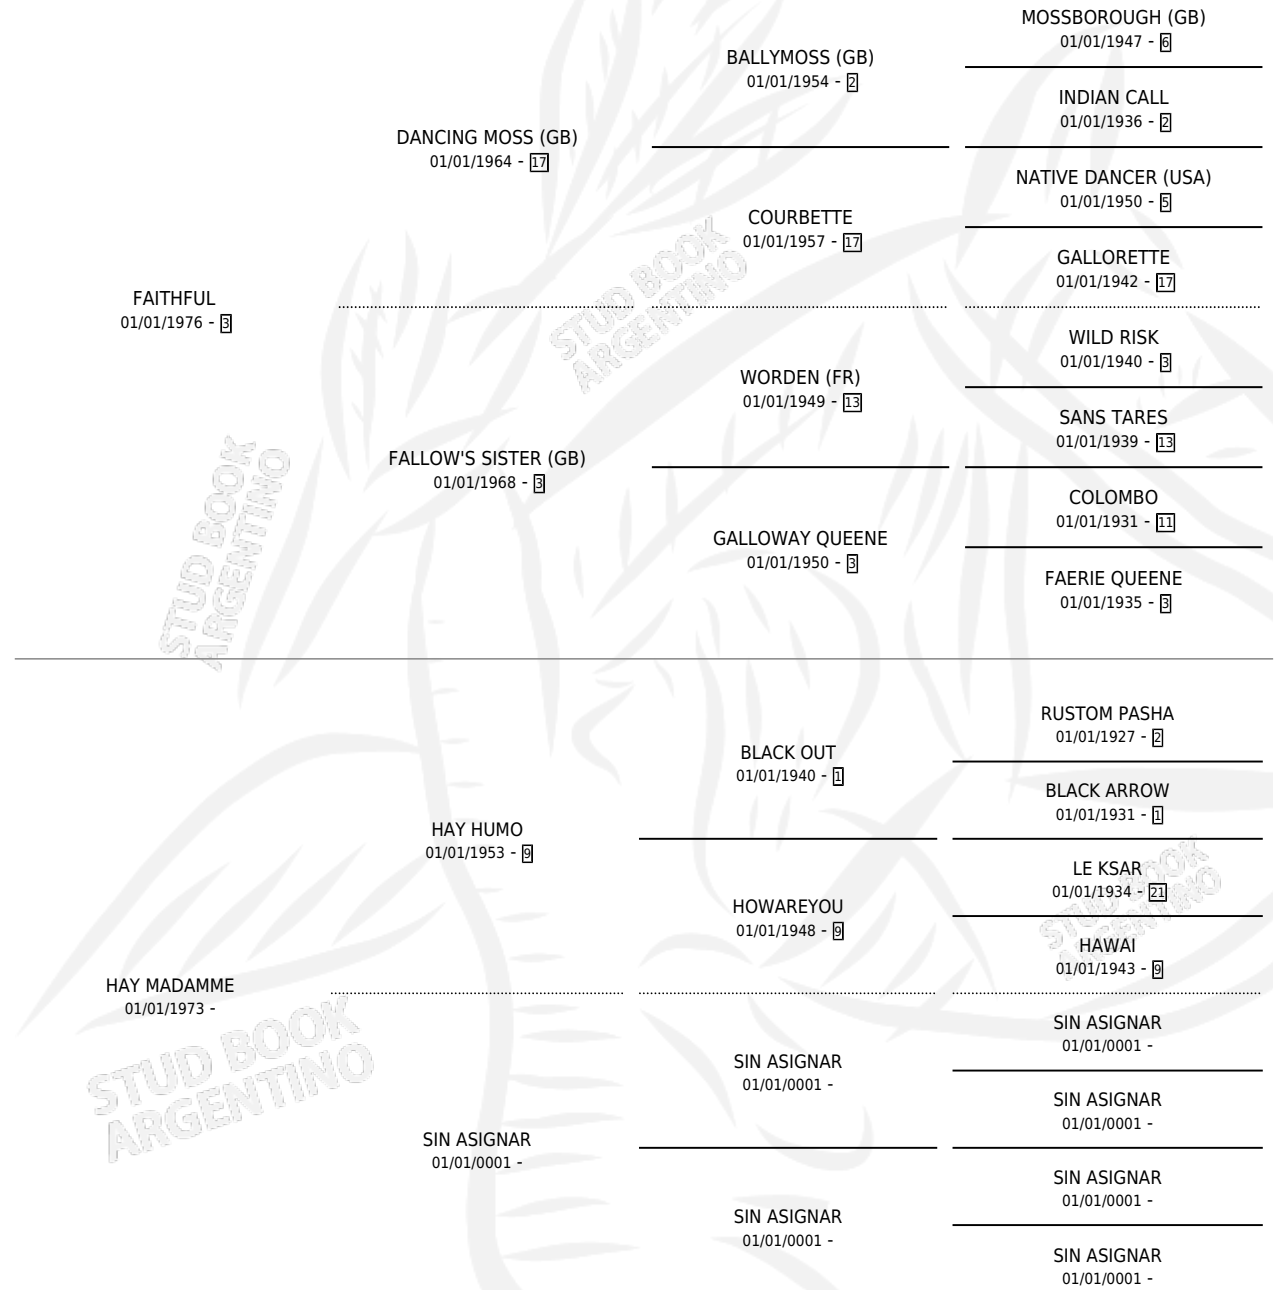 MOSSBOROUGH (GB)
01/01/1947 - 6
BALLYMOSS (GB)
01/01/1954 - 2
INDIAN CALL
01/01/1936 - 2
DANCING MOSS (GB)
01/01/1964 - 17
NATIVE DANCER (USA)
01/01/1950 - 5
COURBETTE
01/01/1957 - 17
GALLORETTE
01/01/1942 - 17
FAITHFUL
01/01/1976 - 3
WILD RISK
01/01/1940 - 3
WORDEN (FR)
01/01/1949 - 13
SANS TARES
01/01/1939 - 13
FALLOW'S SISTER (GB)
01/01/1968 - 3
COLOMBO
01/01/1931 - 11
GALLOWAY QUEENE
01/01/1950 - 3
FAERIE QUEENE
01/01/1935 - 3
RUSTOM PASHA
01/01/1927 - 2
BLACK OUT
01/01/1940 - 1
BLACK ARROW
01/01/1931 - 1
HAY HUMO
01/01/1953 - 9
LE KSAR
01/01/1934 - 21
HOWAREYOU
01/01/1948 - 9
HAWAI
01/01/1943 - 9
HAY MADAMME
01/01/1973 -
SIN ASIGNAR
01/01/0001 -
SIN ASIGNAR
01/01/0001 -
SIN ASIGNAR
01/01/0001 -
SIN ASIGNAR
01/01/0001 -
SIN ASIGNAR
01/01/0001 -
SIN ASIGNAR
01/01/0001 -
SIN ASIGNAR
01/01/0001 -
STUD BOOK
ARGENTINO
STUD BOOK
ARGENTINO
STUD BOOK
ARGENTINO
STUD BOOK
ARGENTINO